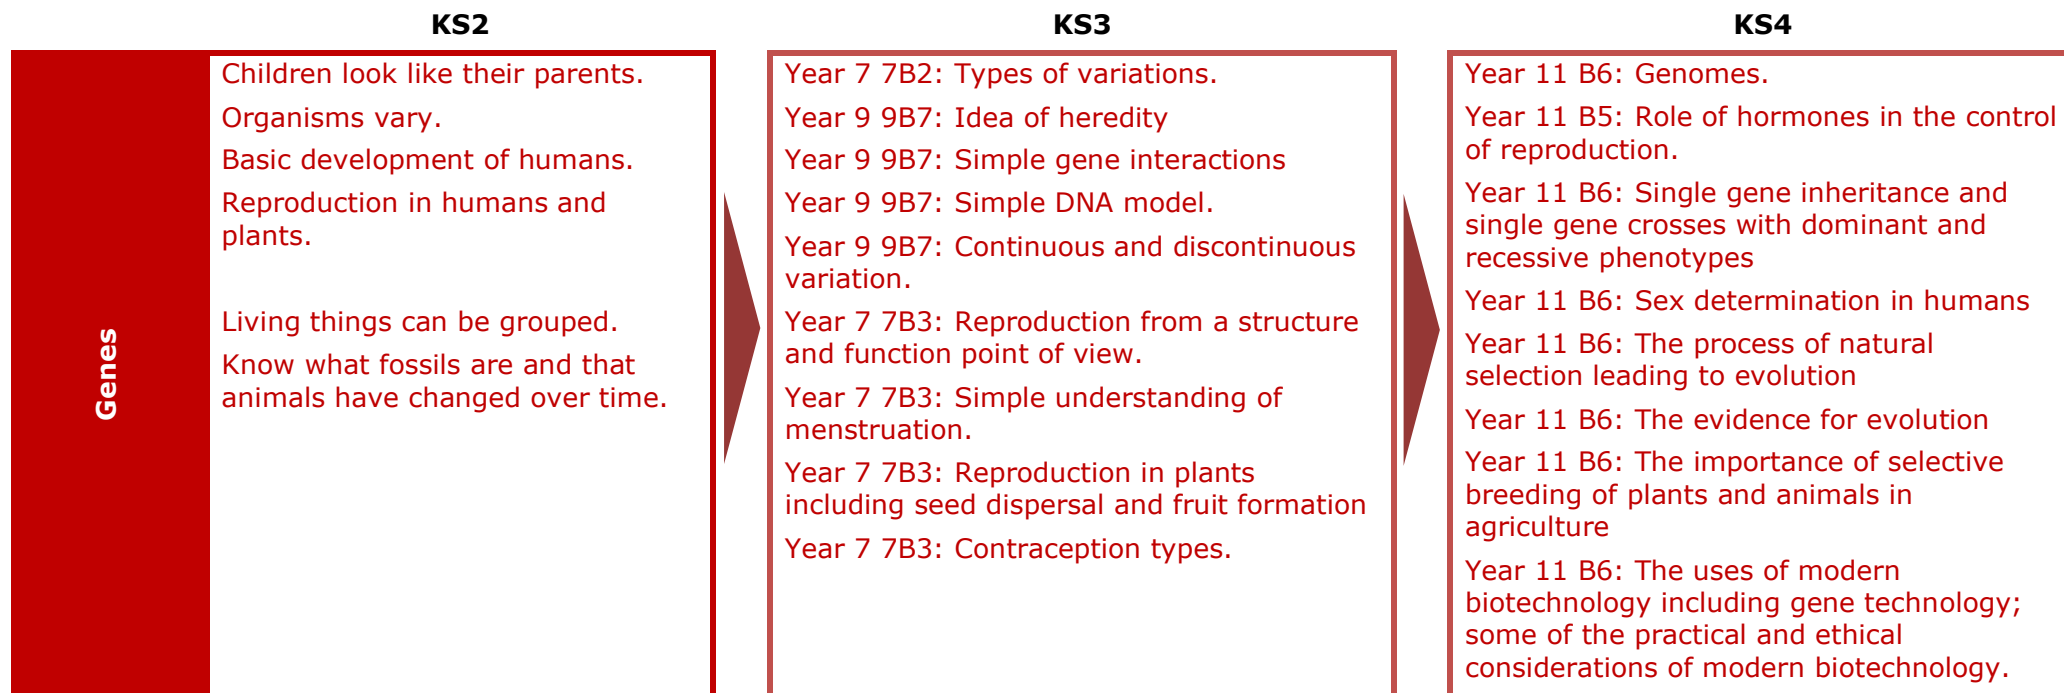 KS2
KS3
KS4
Genes
Children look like their parents.
Organisms vary.
Basic development of humans.
Reproduction in humans and
plants.
Living things can be grouped.
Know what fossils are and that
animals have changed over time.
Year 7 7B2: Types of variations.
Year 9 9B7: Idea of heredity
Year 9 9B7: Simple gene interactions
Year 9 9B7: Simple DNA model.
Year 9 9B7: Continuous and discontinuous
variation.
Year 7 7B3: Reproduction from a structure
and function point of view.
Year 7 7B3: Simple understanding of
menstruation.
Year 7 7B3: Reproduction in plants
including seed dispersal and fruit formation
Year 7 7B3: Contraception types.
Year 11 B6: Genomes.
Year 11 B5: Role of hormones in the control
of reproduction.
Year 11 B6: Single gene inheritance and
single gene crosses with dominant and
recessive phenotypes
Year 11 B6: Sex determination in humans
Year 11 B6: The process of natural
selection leading to evolution
Year 11 B6: The evidence for evolution
Year 11 B6: The importance of selective
breeding of plants and animals in
agriculture
Year 11 B6: The uses of modern
biotechnology including gene technology;
some of the practical and ethical
considerations of modern biotechnology.